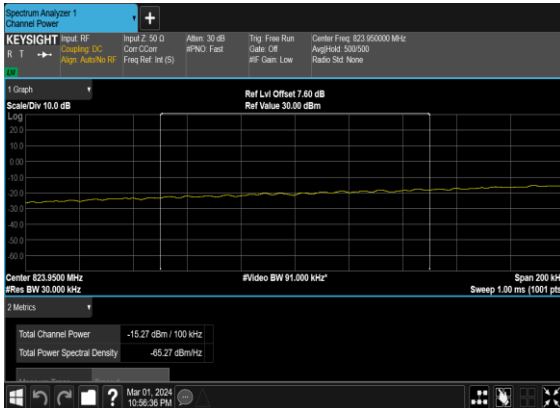 Spectrum Analyzer 1
Channel Power
KEYSIGHT
R T
LXI
Input: RF
Coupling: DC
Align: Auto/No RF
Input Z: 50 Ω
Corr CCorr
Freq Ref: Int (S)
Atten: 30 dB
#PNO: Fast
Trig: Free Run
Gate: Off
#IF Gain: Low
Center Freq: 823.950000 MHz
Avg|Hold: 500/500
Radio Std: None
1 Graph
Scale/Div 10.0 dB
Ref Lvl Offset 7.60 dB
Ref Value 30.00 dBm
Log
20.0
10.0
0.00
-10.0
-20.0
-30.0
-40.0
-50.0
-60.0
Center 823.9500 MHz
#Res BW 30.000 kHz
#Video BW 91.000 kHz*
Span 200 kH
Sweep 1.00 ms (1001 pts
2 Metrics
Total Channel Power -15.27 dBm / 100 kHz
Total Power Spectral Density -65.27 dBm/Hz
?
Mar 01, 2024
10:56:36 PM